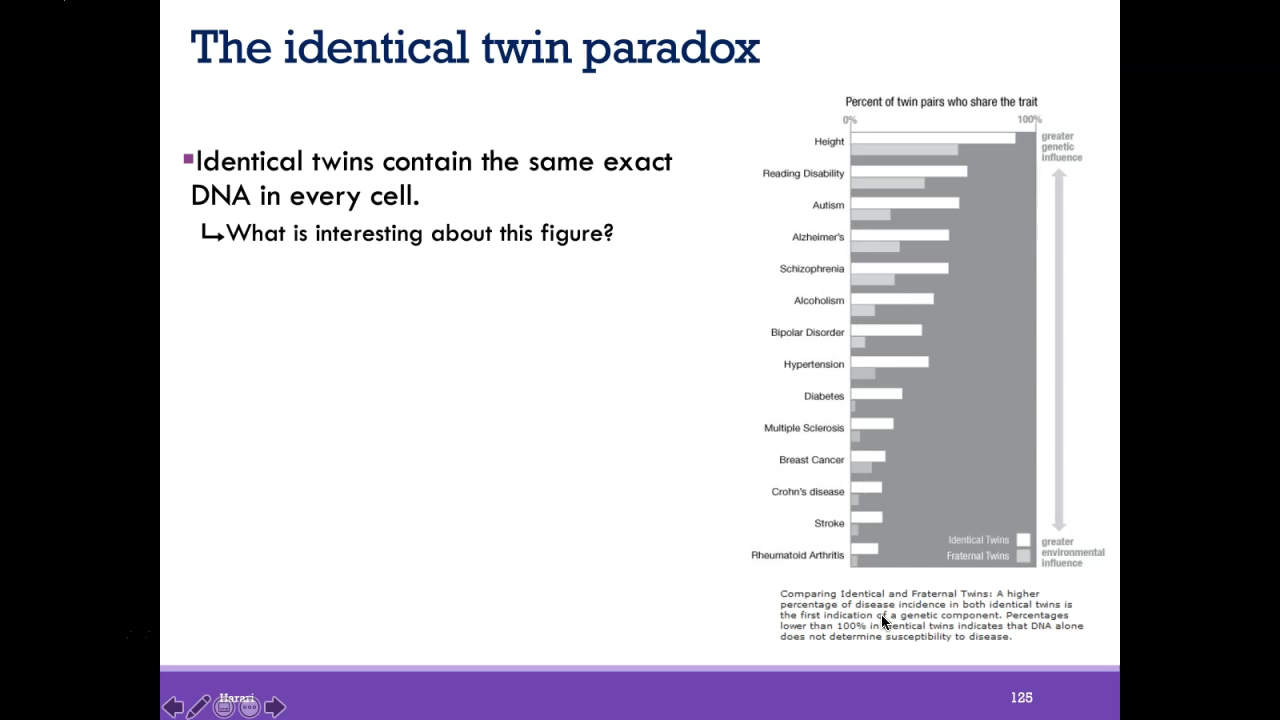 The identical twin paradox
Identical twins contain the same exact
DNA in every cell.
What is interesting about this figure?
Percent of twin pairs who share the trait
0%
100%
Height
Reading Disability
Autism
Alzheimer's
Schizophrenia
Alcoholism
Bipolar Disorder
Hypertension
Diabetes
Multiple Sclerosis
Breast Cancer
Crohn's disease
Stroke
Rheumatoid Arthritis
Identical Twins
Fraternal Twins
greater
genetic
influence
greater
environmental
influence
Comparing Identical and Fraternal Twins: A higher
percentage of disease incidence in both identical twins is
the first indication of a genetic component. Percentages
lower than 100% in identical twins indicates that DNA alone
does not determine susceptibility to disease.
Harari
125